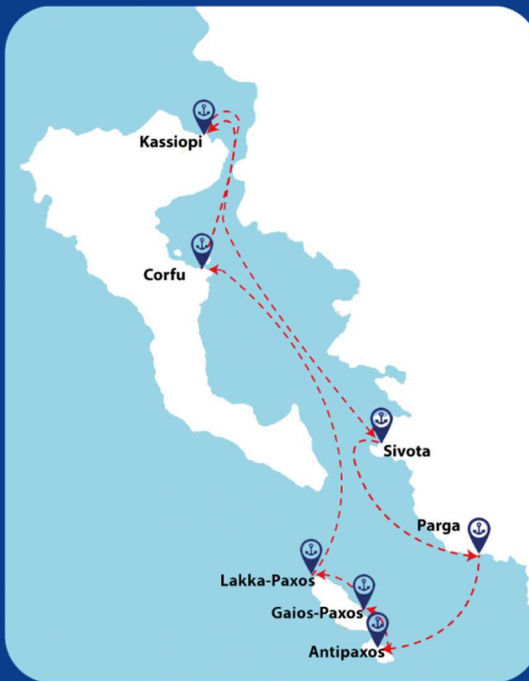 Kassiopi
Corfu
Sivota
Parga
Lakka-Paxos
Gaios-Paxos
Antipaxos